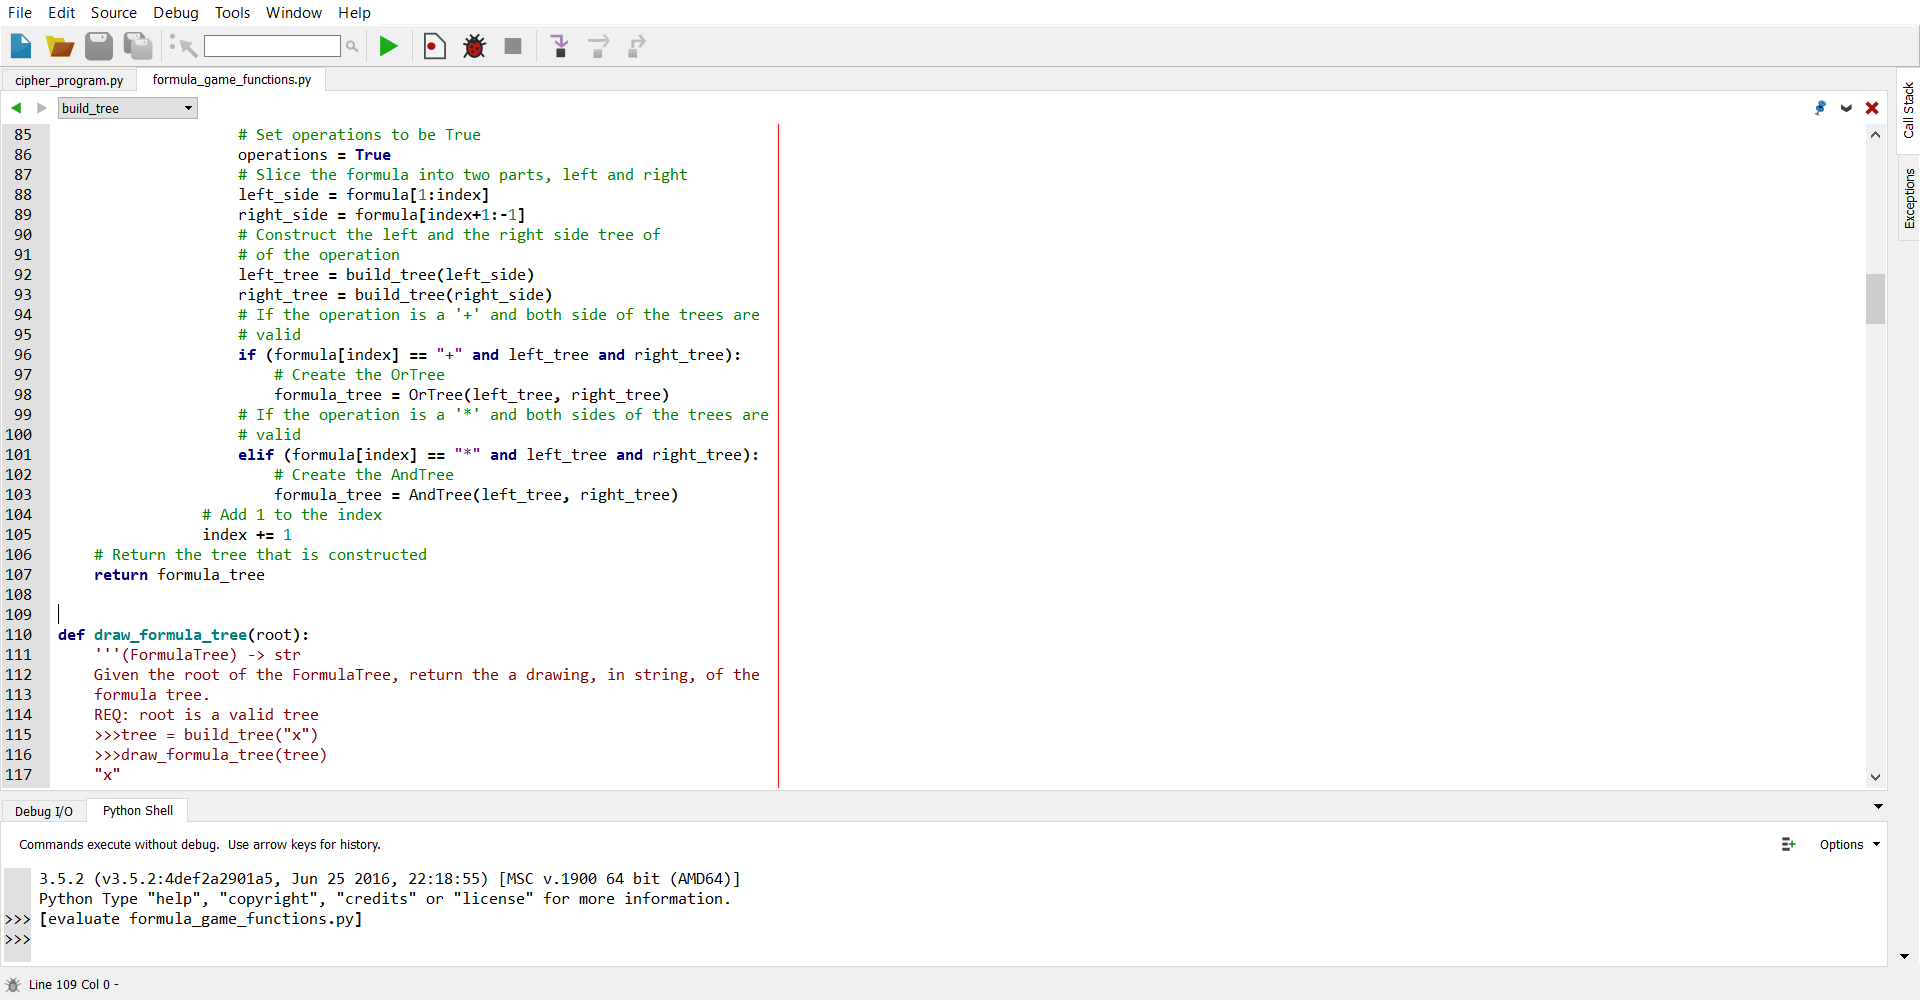 File Edit Source Debug Tools Window Help
cipher_program.py formula_game_functions.py
build_tree
85 # Set operations to be True
86 operations = True
87 # Slice the formula into two parts, left and right
88 left_side = formula[1:index]
89 right_side = formula[index+1:-1]
90 # Construct the left and the right side tree of
91 # of the operation
92 left_tree = build_tree(left_side)
93 right_tree = build_tree(right_side)
94 # If the operation is a '+' and both side of the trees are
95 # valid
96 if (formula[index] == "+" and left_tree and right_tree):
97 # Create the OrTree
98 formula_tree = OrTree(left_tree, right_tree)
99 # If the operation is a '*' and both sides of the trees are
100 # valid
101 elif (formula[index] == "*" and left_tree and right_tree):
102 # Create the AndTree
103 formula_tree = AndTree(left_tree, right_tree)
104 # Add 1 to the index
105 index += 1
106 # Return the tree that is constructed
107 return formula_tree
108
109
110 def draw_formula_tree(root):
111 '''(FormulaTree) -> str
112 Given the root of the FormulaTree, return the a drawing, in string, of the
113 formula tree.
114 REQ: root is a valid tree
115 >>>tree = build_tree("x")
116 >>>draw_formula_tree(tree)
117 "x"
Call Stack
Exceptions
Debug I/O Python Shell
Commands execute without debug. Use arrow keys for history.
Options
3.5.2 (v3.5.2:4def2a2901a5, Jun 25 2016, 22:18:55) [MSC v.1900 64 bit (AMD64)]
Python Type "help", "copyright", "credits" or "license" for more information.
>>> [evaluate formula_game_functions.py]
>>>
Line 109 Col 0 -